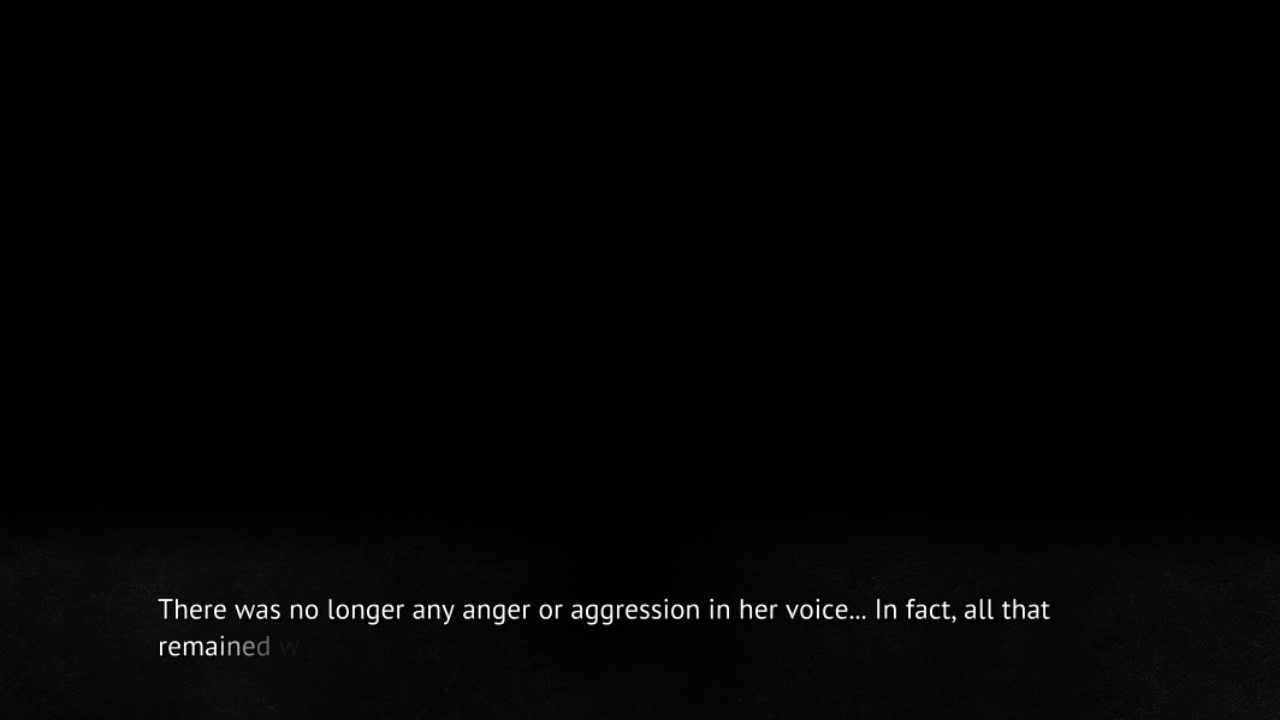 There was no longer any anger or aggression in her voice... In fact, all that
remained w